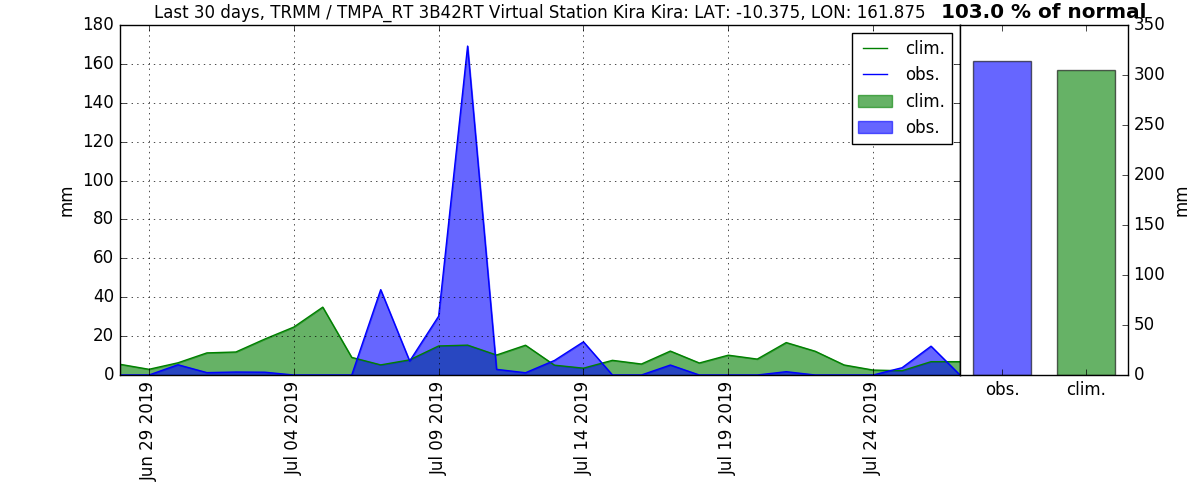 Last 30 days, TRMM / TMPA_RT 3B42RT Virtual Station Kira Kira: LAT: -10.375, LON: 161.875
103.0 % of normal
180
160
140
120
100
80
60
40
20
0
mm
clim.
obs.
clim.
obs.
Jun 29 2019
Jul 04 2019
Jul 09 2019
Jul 14 2019
Jul 19 2019
Jul 24 2019
350
300
250
200
150
100
50
0
mm
obs.
clim.